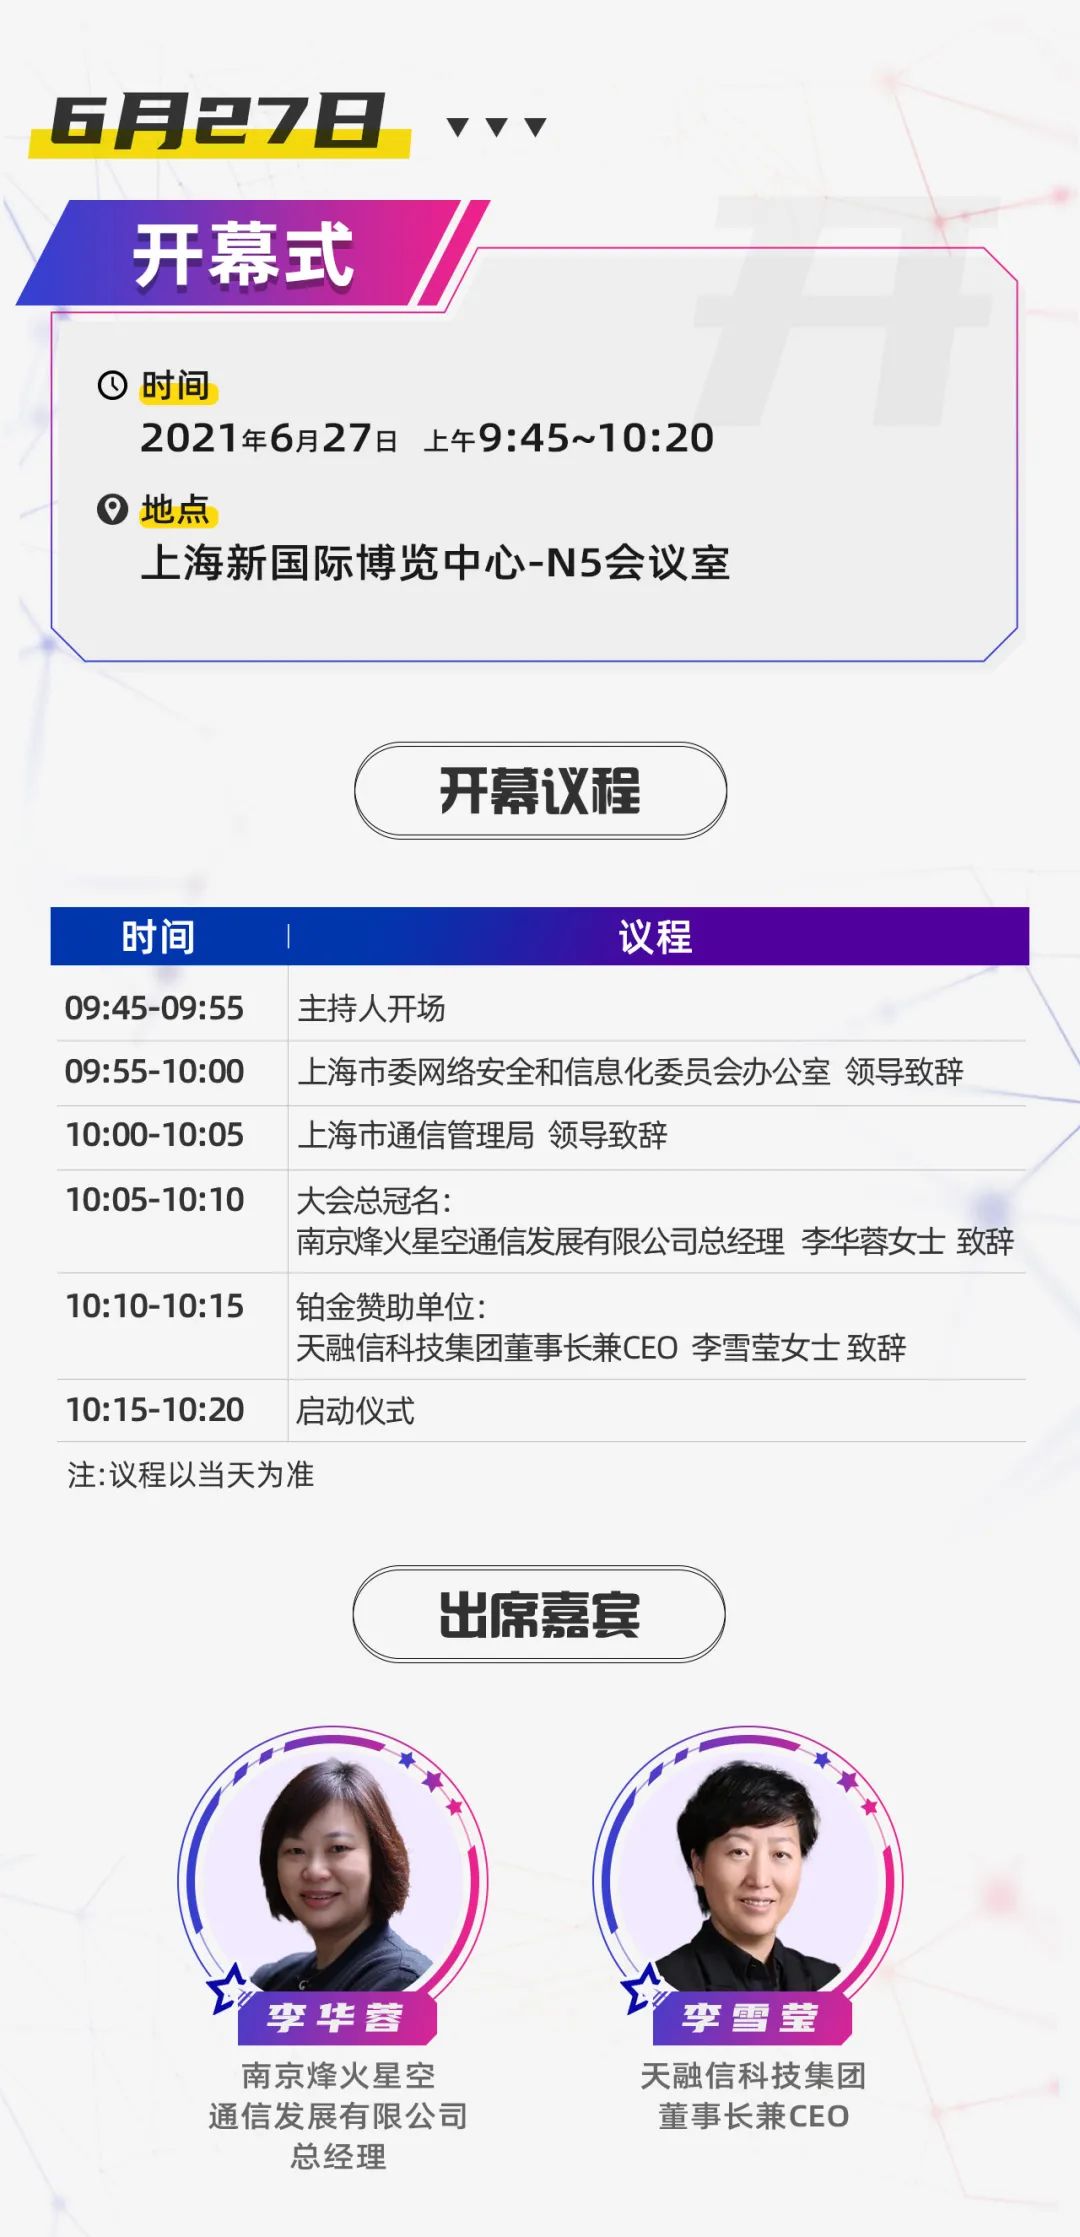 6月27日
开幕式
时间
2021年6月27日 上午9:45~10:20
地点
上海新国际博览中心-N5会议室
开幕议程
时间 议程
09:45-09:55 主持人开场
09:55-10:00 上海市委网络安全和信息化委员会办公室 领导致辞
10:00-10:05 上海市通信管理局 领导致辞
10:05-10:10 大会总冠名：
南京烽火星空通信发展有限公司总经理 李华蓉女士 致辞
10:10-10:15 铂金赞助单位：
天融信科技集团董事长兼CEO 李雪莹女士 致辞
10:15-10:20 启动仪式
注:议程以当天为准
出席嘉宾
李华蓉
南京烽火星空
通信发展有限公司
总经理
李雪莹
天融信科技集团
董事长兼CEO
开